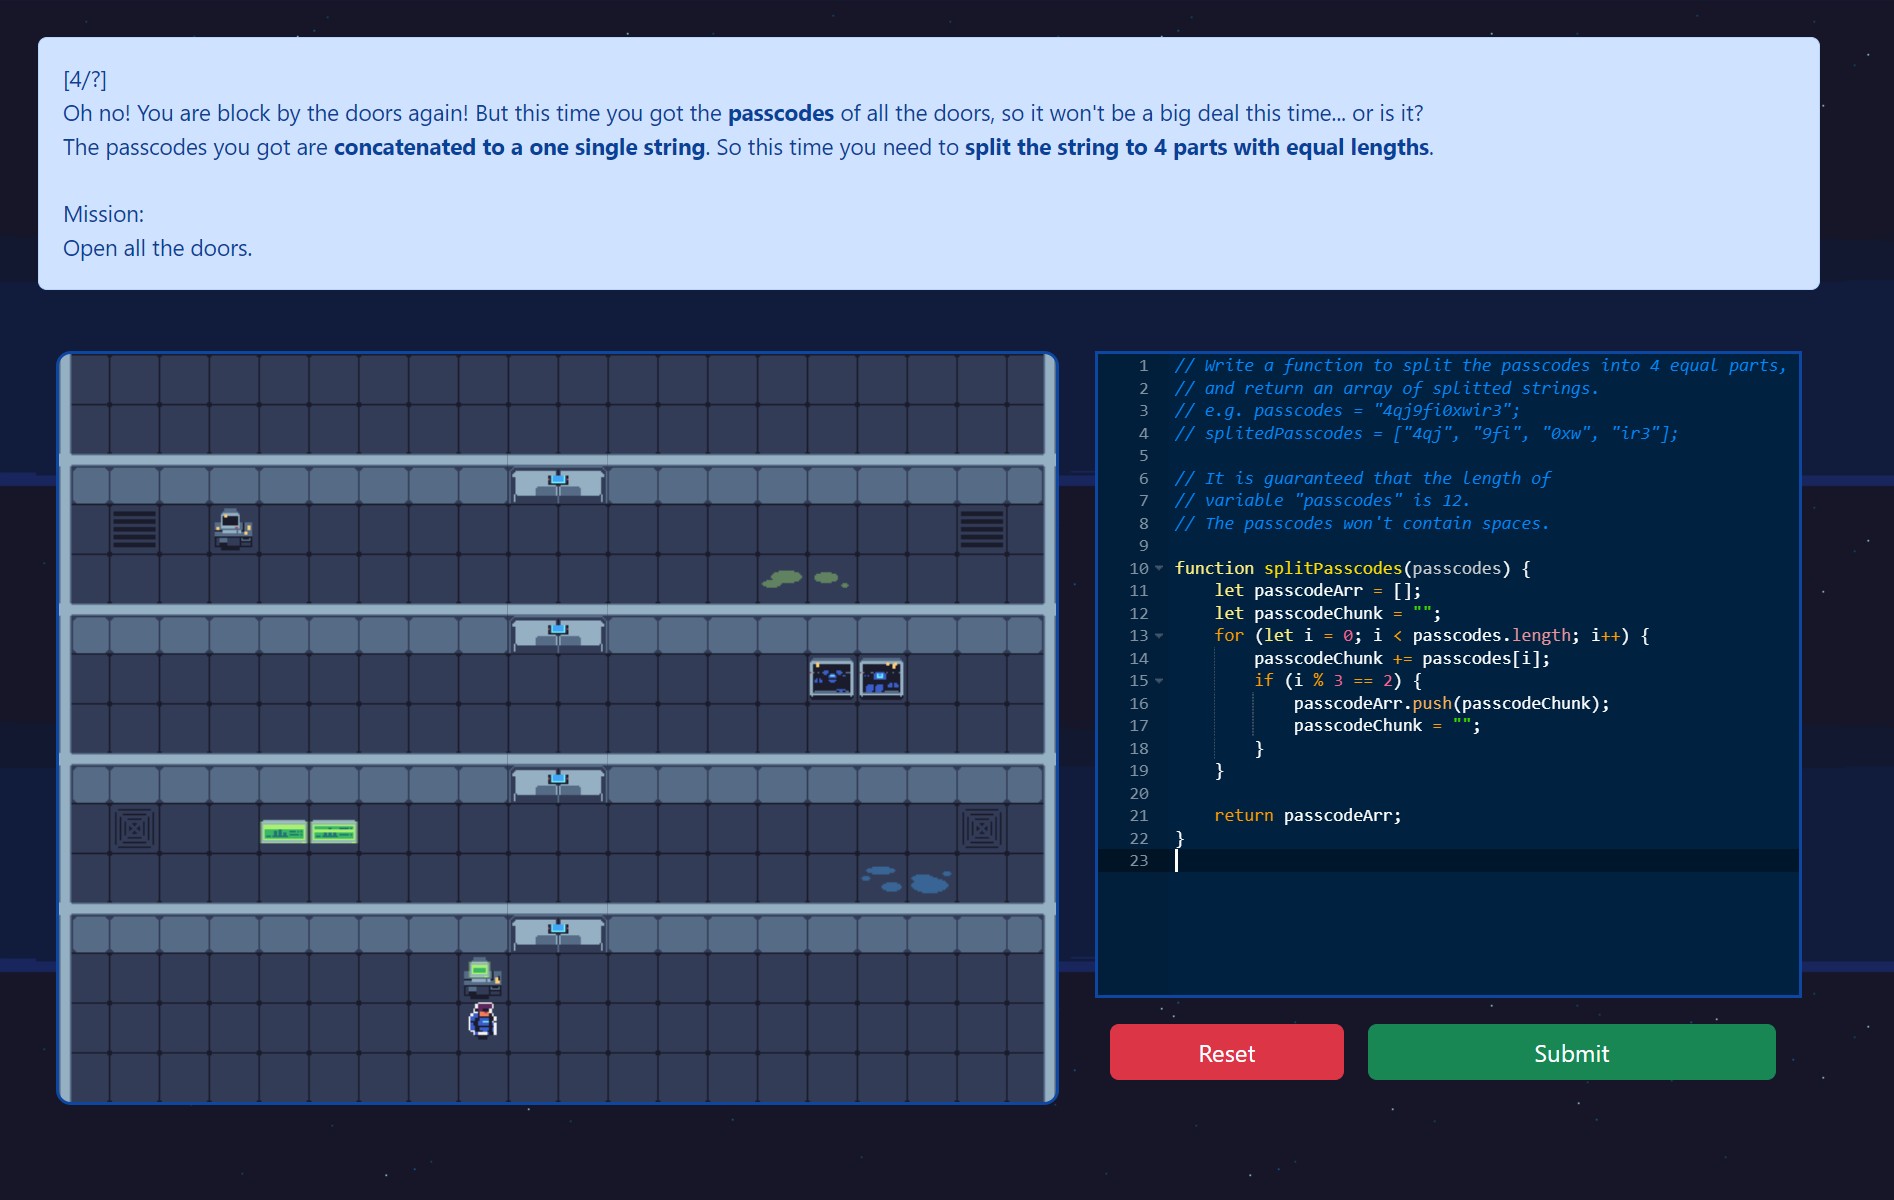 [4/?]
Oh no! You are block by the doors again! But this time you got the passcodes of all the doors, so it won't be a big deal this time... or is it?
The passcodes you got are concatenated to a one single string. So this time you need to split the string to 4 parts with equal lengths.
Mission:
Open all the doors.
1 // Write a function to split the passcodes into 4 equal parts,
2 // and return an array of splitted strings.
3 // e.g. passcodes = "4qj9fi0xwir3";
4 // splitedPasscodes = ["4qj", "9fi", "0xw", "ir3"];
5
6 // It is guaranteed that the length of
7 // variable "passcodes" is 12.
8 // The passcodes won't contain spaces.
9
10 function splitPasscodes(passcodes) {
11     let passcodeArr = [];
12     let passcodeChunk = "";
13     for (let i = 0; i < passcodes.length; i++) {
14         passcodeChunk += passcodes[i];
15         if (i % 3 == 2) {
16             passcodeArr.push(passcodeChunk);
17             passcodeChunk = "";
18         }
19     }
20
21     return passcodeArr;
22 }
23
Reset
Submit